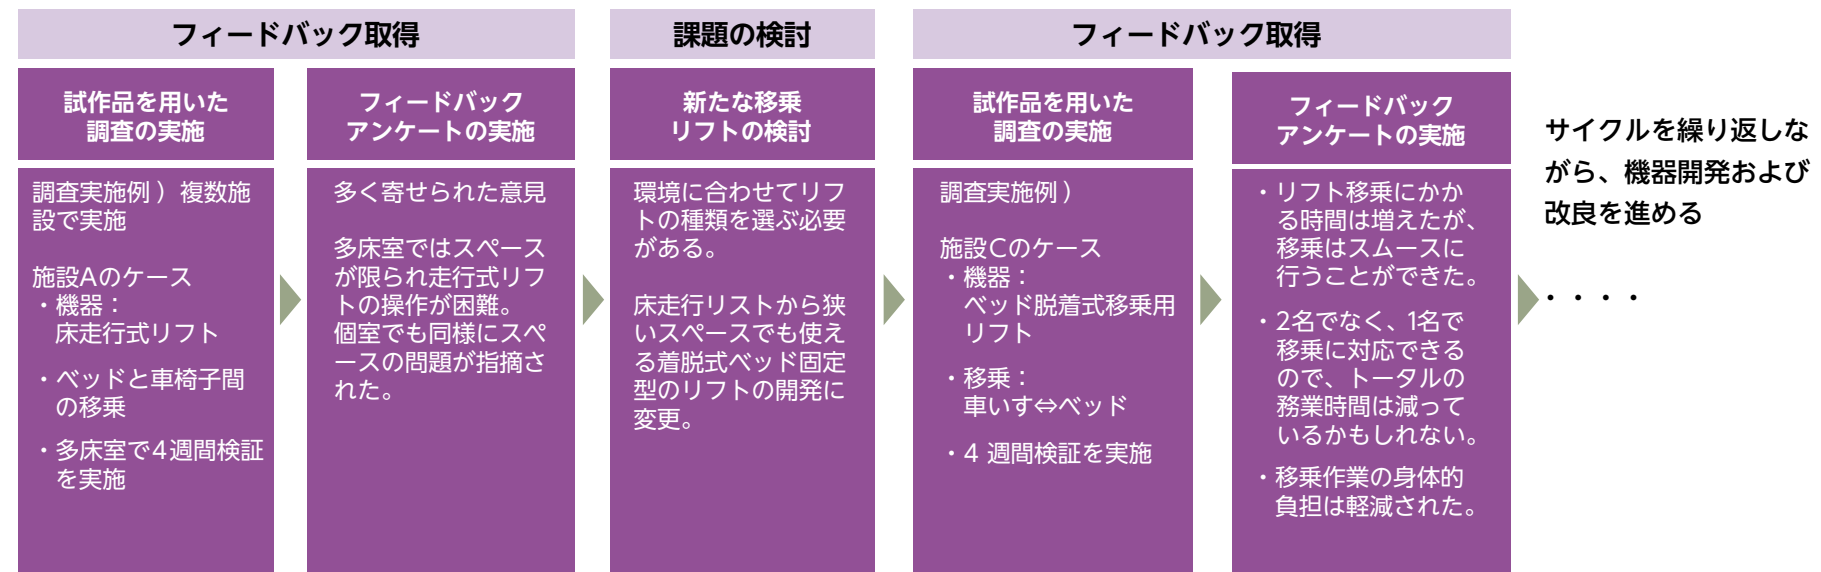 フィードバック取得
試作品を用いた
調査の実施
調査実施例）複数施
設で実施
施設Aのケース
・機器：
床走行式リフト
・ベッドと車椅子間
の移乗
・多床室で4週間検証
を実施
フィードバック
アンケートの実施
多く寄せられた意見
多床室ではスペース
が限られ走行式リフ
トの操作が困難。
個室でも同様にスペ
ースの問題が指摘さ
れた。
課題の検討
新たな移乗
リフトの検討
環境に合わせてリフ
トの種類を選ぶ必要
がある。
床走行リストから狭
いスペースでも使え
る着脱式ベッド固定
型のリフトの開発に
変更。
フィードバック取得
試作品を用いた
調査の実施
調査実施例）
施設Cのケース
・機器：
ベッド脱着式移乗用
リフト
・移乗：
車いす⇔ベッド
・4 週間検証を実施
フィードバック
アンケートの実施
・リフト移乗にかか
る時間は増えたが、
移乗はスムースに
行うことができた。
・2名でなく、1名で
移乗に対応できる
ので、トータルの
務業時間は減って
いるかもしれない。
・移乗作業の身体的
負担は軽減された。
サイクルを繰り返しな
がら、機器開発および
改良を進める
・・・・